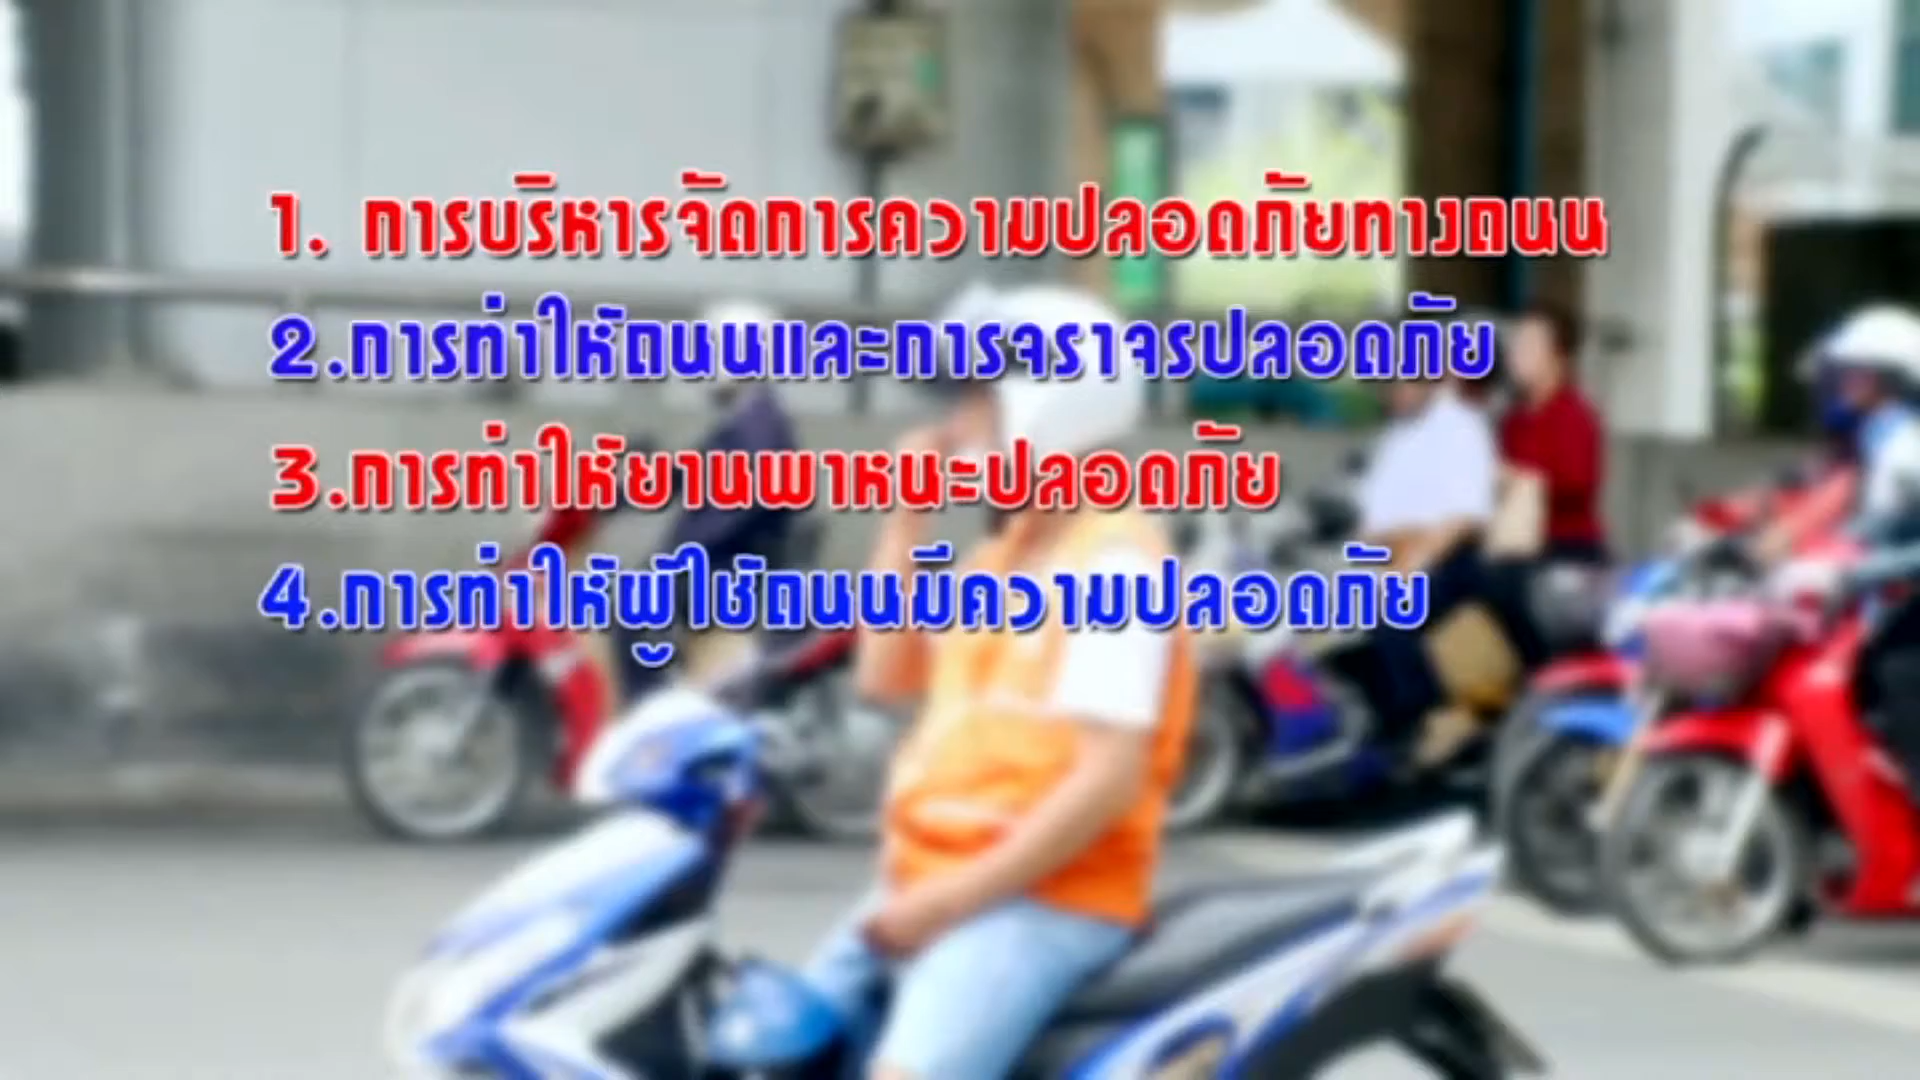 1. การบริหารจัดการความปลอดภัยทางถนน
2.การทำให้ถนนและการจราจรปลอดภัย
3.การทำให้ยานพาหนะปลอดภัย
4.การทำให้ผู้ใช้ถนนมีความปลอดภัย